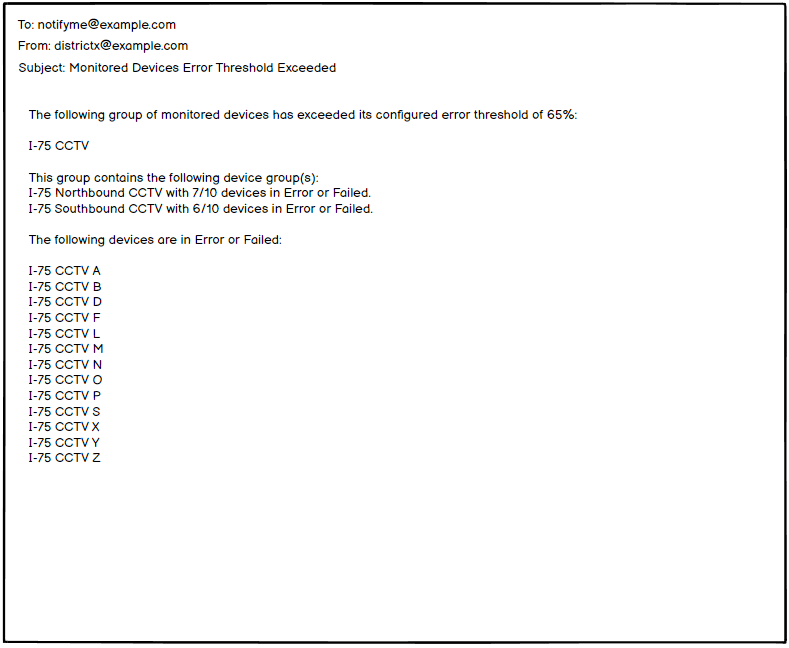 To: notifyme@example.com
From: districtx@example.com
Subject: Monitored Devices Error Threshold Exceeded
The following group of monitored devices has exceeded its configured error threshold of 65%:
I-75 CCTV
This group contains the following device group(s):
I-75 Northbound CCTV with 7/10 devices in Error or Failed.
I-75 Southbound CCTV with 6/10 devices in Error or Failed.
The following devices are in Error or Failed:
I-75 CCTV A
I-75 CCTV B
I-75 CCTV D
I-75 CCTV F
I-75 CCTV L
I-75 CCTV M
I-75 CCTV N
I-75 CCTV O
I-75 CCTV P
I-75 CCTV S
I-75 CCTV X
I-75 CCTV Y
I-75 CCTV Z